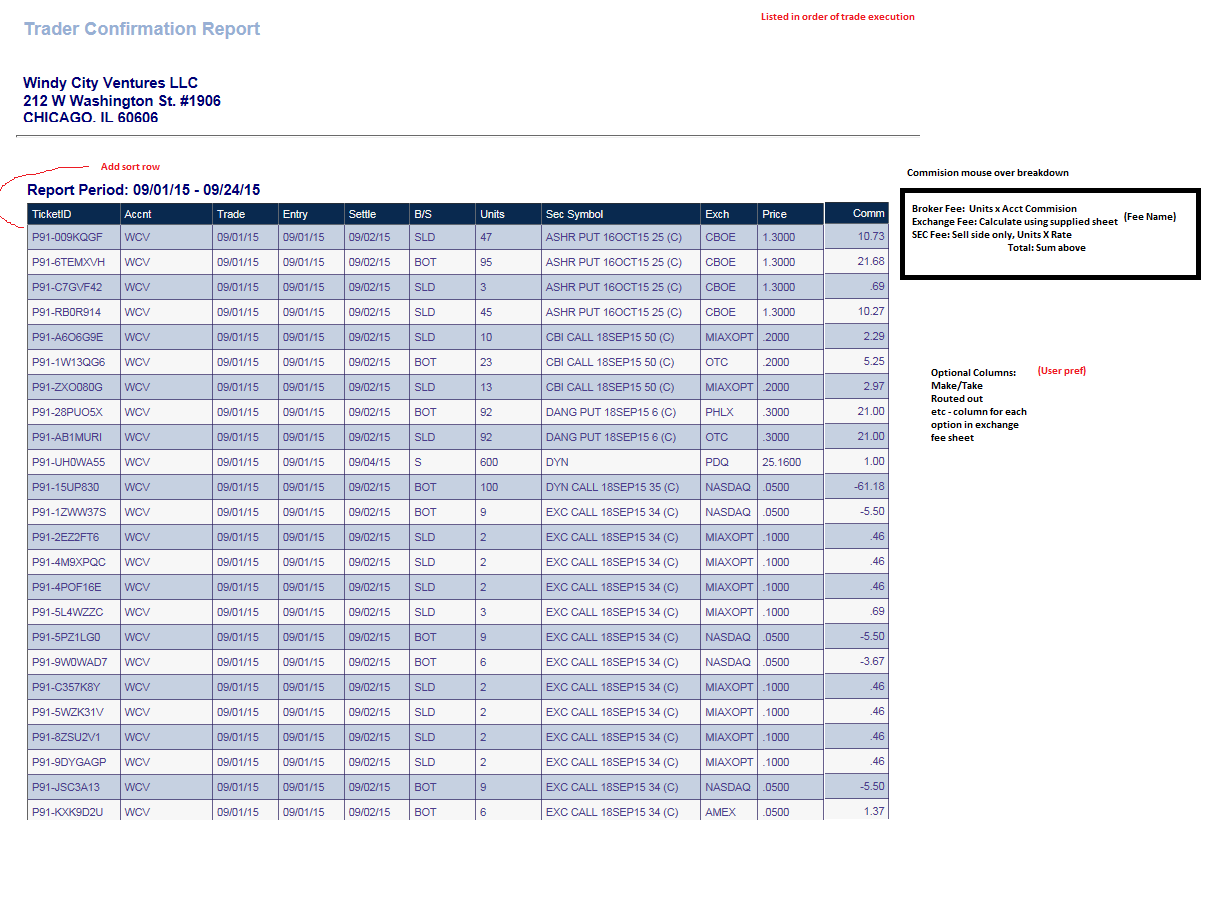 Trader Confirmation Report
Listed in order of trade execution
Windy City Ventures LLC
212 W Washington St. #1906
CHICAGO, IL 60606
Add sort row
Report Period: 09/01/15 - 09/24/15
TicketID Accnt Trade Entry Settle B/S Units Sec Symbol Exch Price Comm
P91-009KQGF WCV 09/01/15 09/01/15 09/02/15 SLD 47 ASHR PUT 16OCT15 25 (C) CBOE 1.3000 10.73
P91-6TEMXVH WCV 09/01/15 09/01/15 09/02/15 BOT 95 ASHR PUT 16OCT15 25 (C) CBOE 1.3000 21.68
P91-C7GVF42 WCV 09/01/15 09/01/15 09/02/15 SLD 3 ASHR PUT 16OCT15 25 (C) CBOE 1.3000 .69
P91-RB0R914 WCV 09/01/15 09/01/15 09/02/15 SLD 45 ASHR PUT 16OCT15 25 (C) CBOE 1.3000 10.27
P91-A6O6G9E WCV 09/01/15 09/01/15 09/02/15 SLD 10 CBI CALL 18SEP15 50 (C) MIAXOPT .2000 2.29
P91-1W13QG6 WCV 09/01/15 09/01/15 09/02/15 BOT 23 CBI CALL 18SEP15 50 (C) OTC .2000 5.25
P91-ZXO080G WCV 09/01/15 09/01/15 09/02/15 SLD 13 CBI CALL 18SEP15 50 (C) MIAXOPT .2000 2.97
P91-28PUO5X WCV 09/01/15 09/01/15 09/02/15 BOT 92 DANG PUT 18SEP15 6 (C) PHLX .3000 21.00
P91-AB1MURI WCV 09/01/15 09/01/15 09/02/15 SLD 92 DANG PUT 18SEP15 6 (C) OTC .3000 21.00
P91-UH0WA55 WCV 09/01/15 09/01/15 09/04/15 S 600 DYN PDQ 25.1600 1.00
P91-15UP830 WCV 09/01/15 09/01/15 09/02/15 BOT 100 DYN CALL 18SEP15 35 (C) NASDAQ .0500 -61.18
P91-1ZWW37S WCV 09/01/15 09/01/15 09/02/15 BOT 9 EXC CALL 18SEP15 34 (C) NASDAQ .0500 -5.50
P91-2EZ2FT6 WCV 09/01/15 09/01/15 09/02/15 SLD 2 EXC CALL 18SEP15 34 (C) MIAXOPT .1000 .46
P91-4M9XPQC WCV 09/01/15 09/01/15 09/02/15 SLD 2 EXC CALL 18SEP15 34 (C) MIAXOPT .1000 .46
P91-4POF16E WCV 09/01/15 09/01/15 09/02/15 SLD 2 EXC CALL 18SEP15 34 (C) MIAXOPT .1000 .46
P91-5L4WZZC WCV 09/01/15 09/01/15 09/02/15 SLD 3 EXC CALL 18SEP15 34 (C) MIAXOPT .1000 .69
P91-5PZ1LG0 WCV 09/01/15 09/01/15 09/02/15 BOT 9 EXC CALL 18SEP15 34 (C) NASDAQ .0500 -5.50
P91-9W0WAD7 WCV 09/01/15 09/01/15 09/02/15 BOT 6 EXC CALL 18SEP15 34 (C) NASDAQ .0500 -3.67
P91-C357K8Y WCV 09/01/15 09/01/15 09/02/15 SLD 2 EXC CALL 18SEP15 34 (C) MIAXOPT .1000 .46
P91-5WZK31V WCV 09/01/15 09/01/15 09/02/15 SLD 2 EXC CALL 18SEP15 34 (C) MIAXOPT .1000 .46
P91-8ZSU2V1 WCV 09/01/15 09/01/15 09/02/15 SLD 2 EXC CALL 18SEP15 34 (C) MIAXOPT .1000 .46
P91-9DYGAGP WCV 09/01/15 09/01/15 09/02/15 SLD 2 EXC CALL 18SEP15 34 (C) MIAXOPT .1000 .46
P91-JSC3A13 WCV 09/01/15 09/01/15 09/02/15 BOT 9 EXC CALL 18SEP15 34 (C) NASDAQ .0500 -5.50
P91-KXK9D2U WCV 09/01/15 09/01/15 09/02/15 BOT 6 EXC CALL 18SEP15 34 (C) AMEX .0500 1.37
Commision mouse over breakdown
Broker Fee: Units x Acct Commision
Exchange Fee: Calculate using supplied sheet (Fee Name)
SEC Fee: Sell side only, Units X Rate
Total: Sum above
Optional Columns: (User pref)
Make/Take
Routed out
etc - column for each
option in exchange
fee sheet